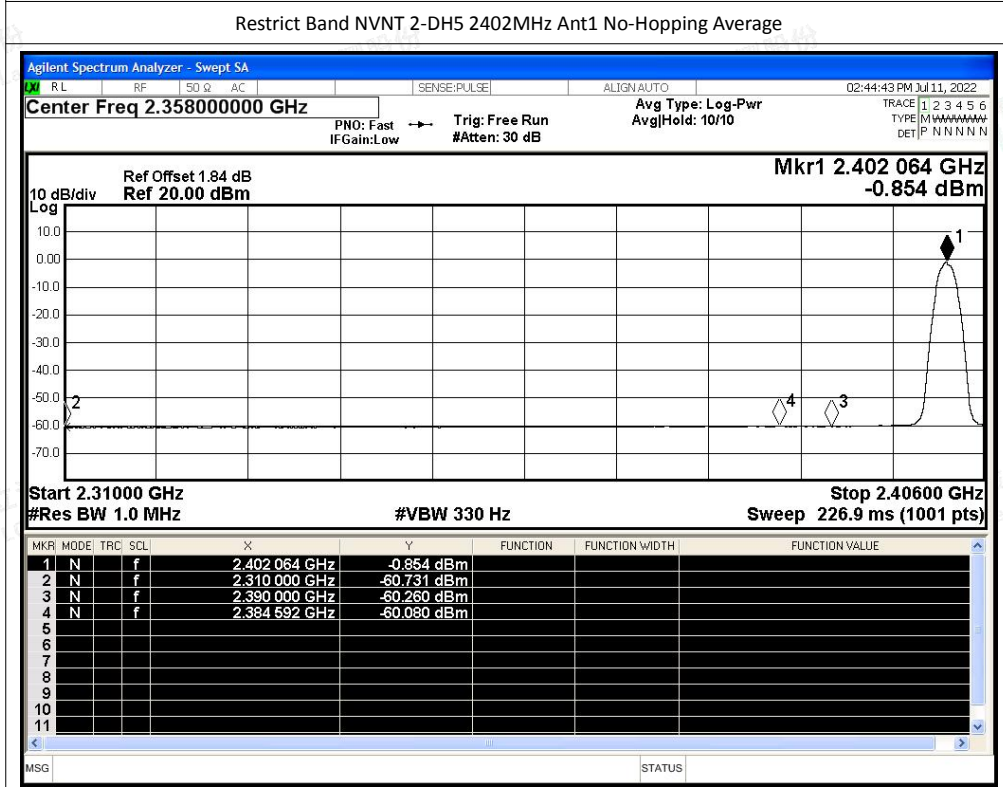 Restrict Band NVNT 2-DH5 2402MHz Ant1 No-Hopping Average
Agilent Spectrum Analyzer - Swept SA
LXI RL RF 50 Ω AC SENSE:PULSE ALIGN AUTO 02:44:43 PM Jul 11, 2022
Center Freq 2.358000000 GHz
PNO: Fast
IFGain:Low
Trig: Free Run
#Atten: 30 dB
Avg Type: Log-Pwr
Avg|Hold: 10/10
TRACE 1 2 3 4 5 6
TYPE M WWWWW
DET P N N N N N
Mkr1 2.402 064 GHz
-0.854 dBm
Ref Offset 1.84 dB
10 dB/div Ref 20.00 dBm
Log
10.0
0.00
-10.0
-20.0
-30.0
-40.0
-50.0
-60.0
-70.0
1
2
4
3
Start 2.31000 GHz Stop 2.40600 GHz
#Res BW 1.0 MHz #VBW 330 Hz Sweep 226.9 ms (1001 pts)
MKR MODE TRC SCL X Y FUNCTION FUNCTION WIDTH FUNCTION VALUE
1 N f 2.402 064 GHz -0.854 dBm
2 N f 2.310 000 GHz -60.731 dBm
3 N f 2.390 000 GHz -60.260 dBm
4 N f 2.384 592 GHz -60.080 dBm
5
6
7
8
9
10
11
MSG STATUS